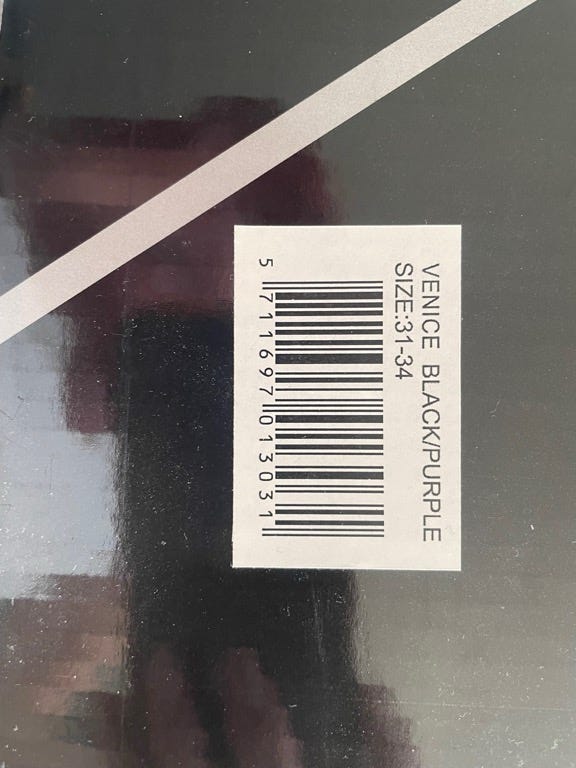 VENICE BLACK/PURPLE
SIZE:31-34
5 711697 013031